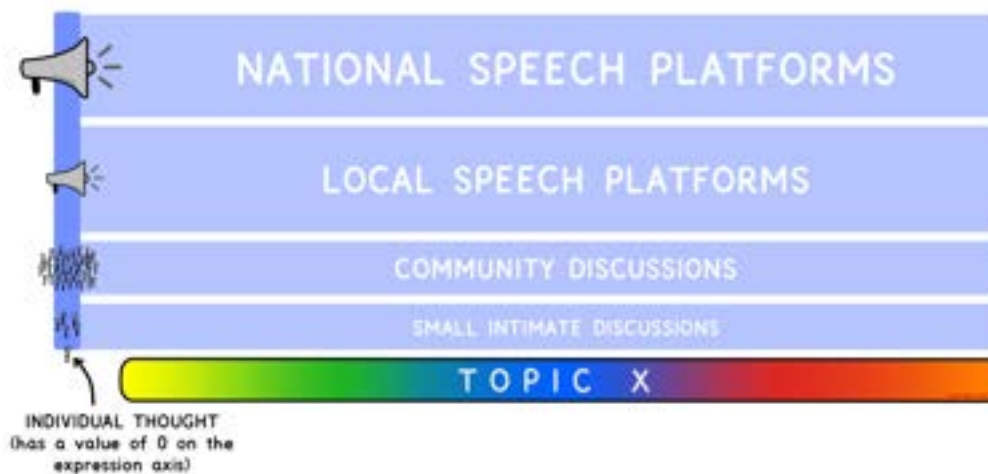 NATIONAL SPEECH PLATFORMS
LOCAL SPEECH PLATFORMS
COMMUNITY DISCUSSIONS
SMALL INTIMATE DISCUSSIONS
TOPIC X
INDIVIDUAL THOUGHT
(has a value of 0 on the
expression axis)